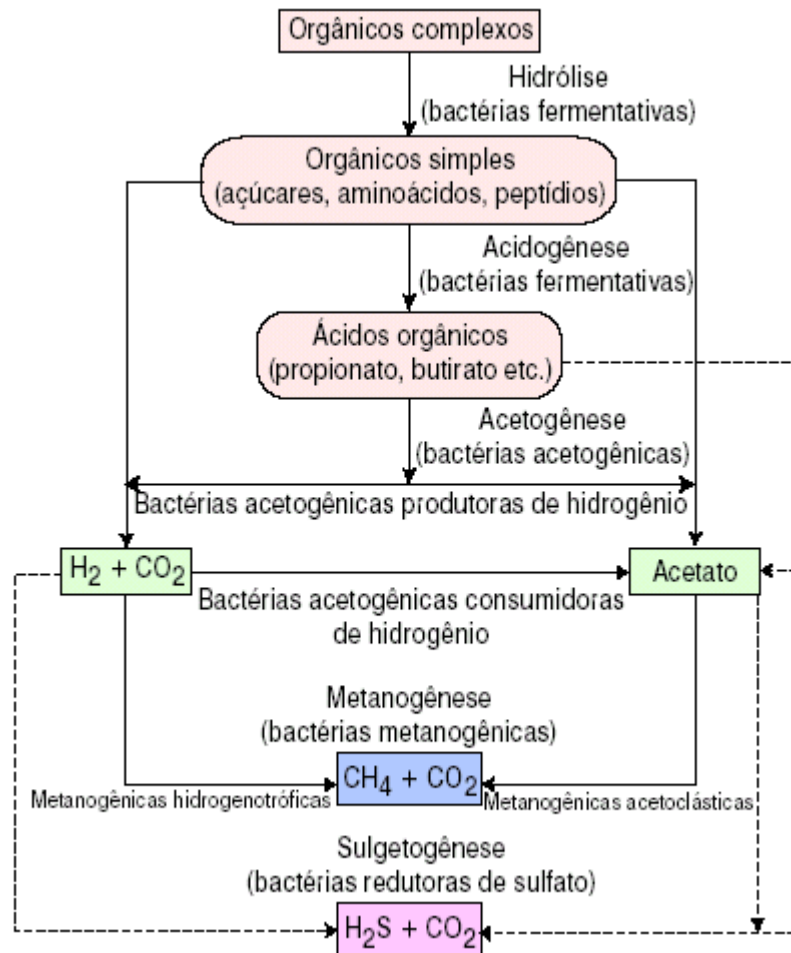 Orgânicos complexos
Hidrólise
(bactérias fermentativas)
Orgânicos simples
(açúcares, aminoácidos, peptídios)
Acidogênese
(bactérias fermentativas)
Ácidos orgânicos
(propionato, butirato etc.)
Acetogênese
(bactérias acetogênicas)
Bactérias acetogênicas produtoras de hidrogênio
H2 + CO2
Acetato
Bactérias acetogênicas consumidoras
de hidrogênio
Metanogênese
(bactérias metanogênicas)
CH4 + CO2
Metanogênicas hidrogenotróficas
Metanogênicas acetoclásticas
Sulgetogênese
(bactérias redutoras de sulfato)
H2S + CO2